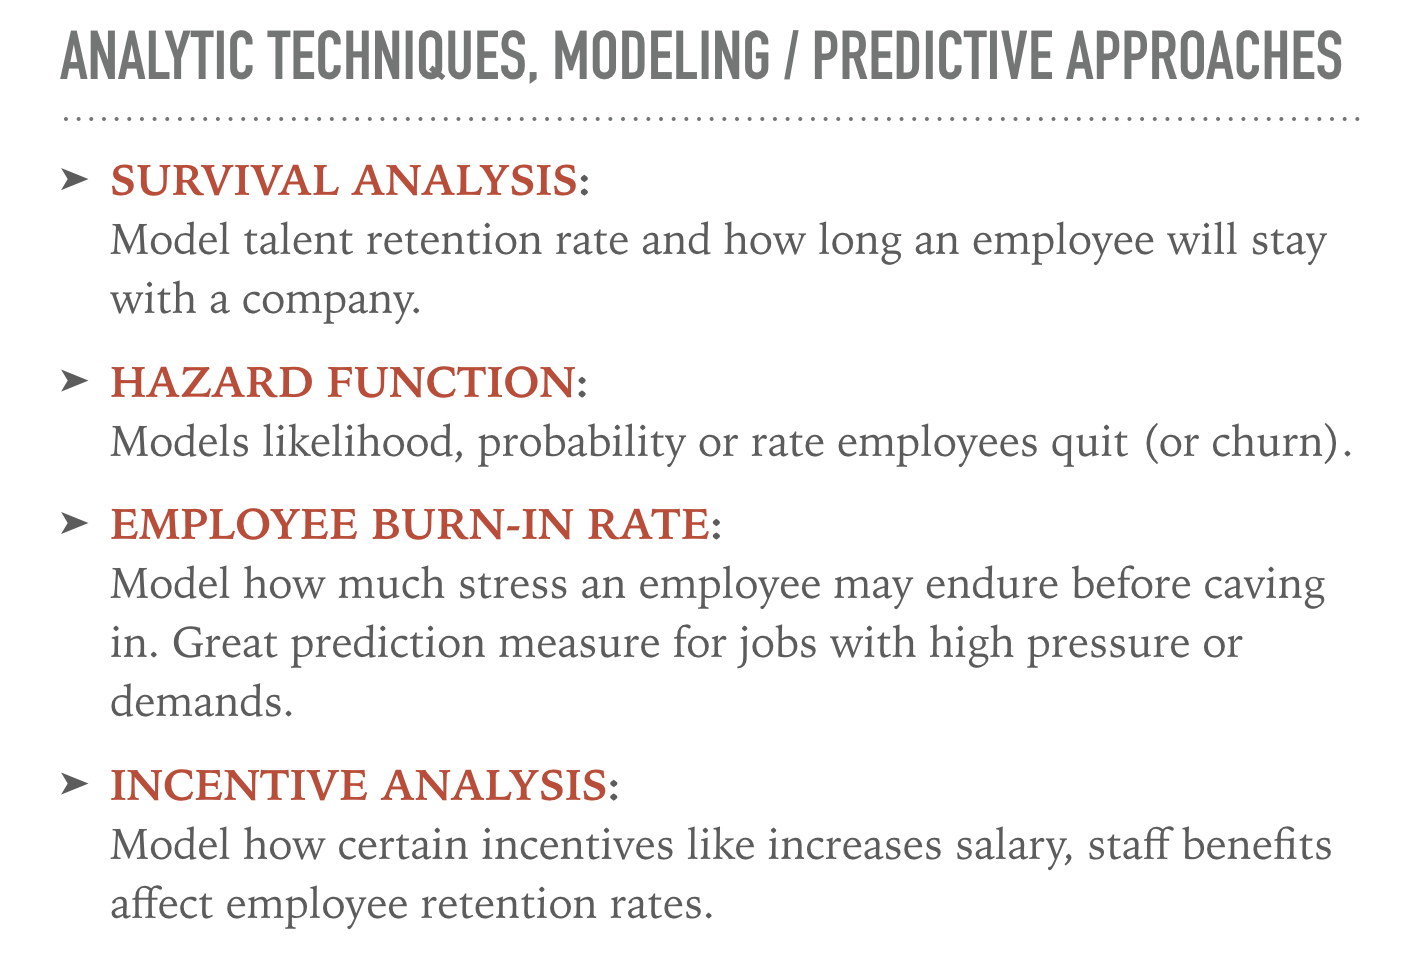 ANALYTIC TECHNIQUES, MODELING / PREDICTIVE APPROACHES
➤ SURVIVAL ANALYSIS:
Model talent retention rate and how long an employee will stay
with a company.
➤ HAZARD FUNCTION:
Models likelihood, probability or rate employees quit (or churn).
➤ EMPLOYEE BURN-IN RATE:
Model how much stress an employee may endure before caving
in. Great prediction measure for jobs with high pressure or
demands.
➤ INCENTIVE ANALYSIS:
Model how certain incentives like increases salary, staff benefits
affect employee retention rates.